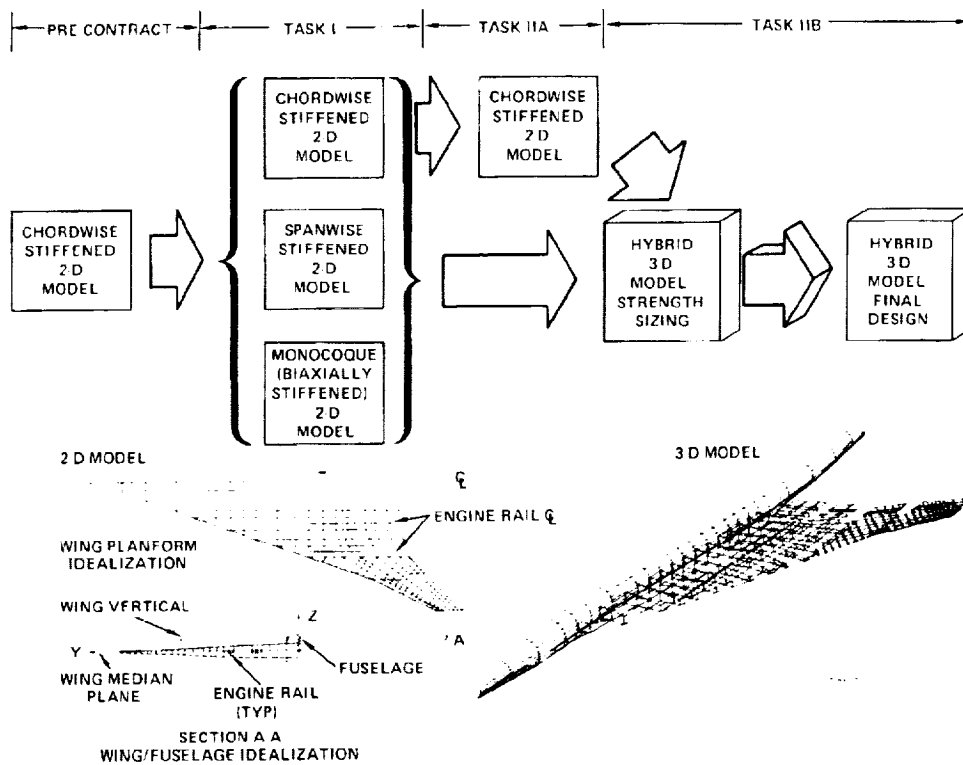 PRE CONTRACT
TASK I
TASK IIA
TASK IIB
CHORDWISE
STIFFENED
2 D
MODEL
CHORDWISE
STIFFENED
2 D
MODEL
CHORDWISE
STIFFENED
2 D
MODEL
SPANWISE
STIFFENED
2 D
MODEL
HYBRID
3 D
MODEL
STRENGTH
SIZING
HYBRID
3 D
MODEL
FINAL
DESIGN
MONOCOQUE
(BIAXIALLY
STIFFENED)
2 D
MODEL
2 D MODEL
℄
ENGINE RAIL ℄
WING PLANFORM
IDEALIZATION
WING VERTICAL
Z
A
Y
FUSELAGE
WING MEDIAN
PLANE
ENGINE RAIL
(TYP)
SECTION A A
WING/FUSELAGE IDEALIZATION
3 D MODEL